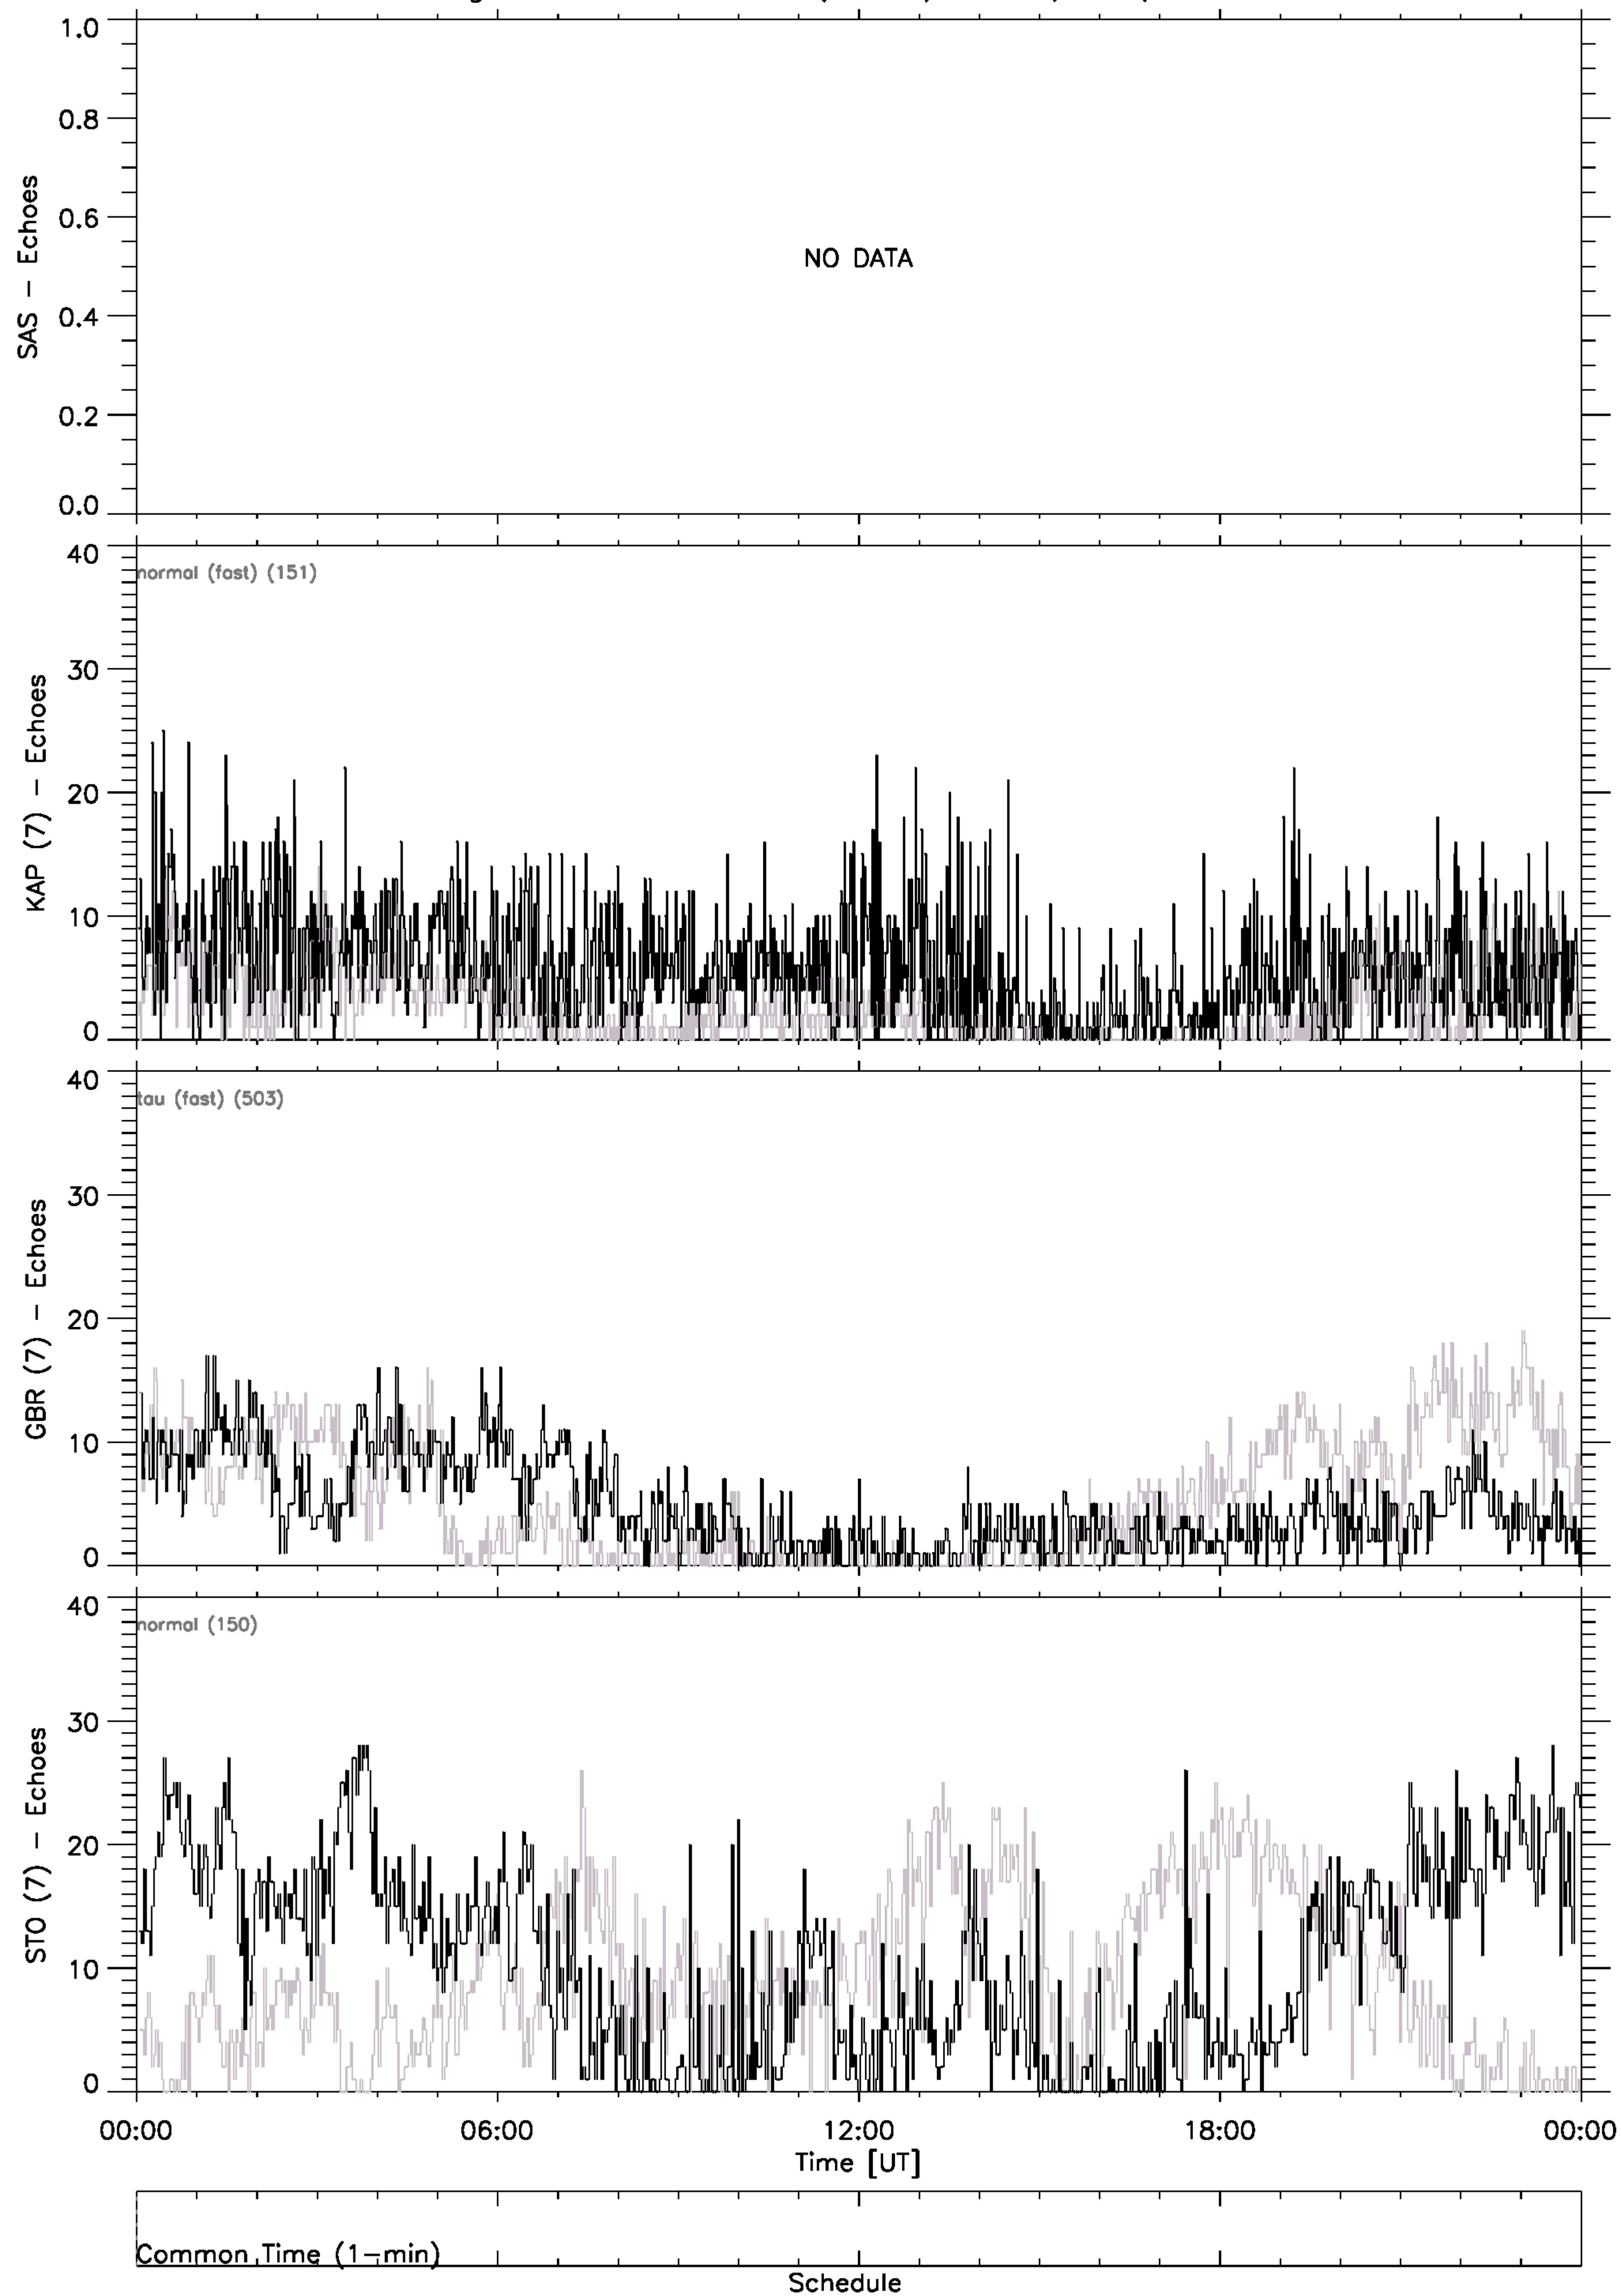 1.0
0.8
0.6
0.4
0.2
0.0
SAS - Echoes
NO DATA
40
30
20
10
0
KAP (7) - Echoes
normal (fast) (151)
40
30
20
10
0
GBR (7) - Echoes
tau (fast) (503)
40
30
20
10
0
STO (7) - Echoes
normal (150)
00:00 06:00 12:00 18:00 00:00
Time [UT]
Common Time (1-min)
Schedule